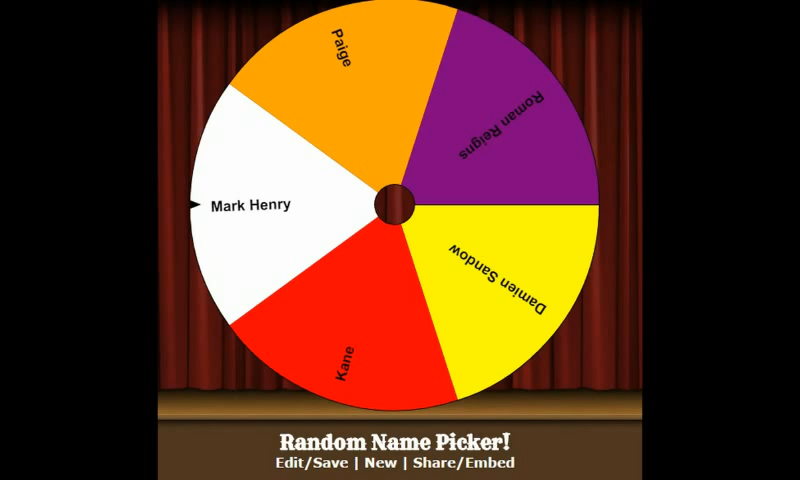 Paige
Roman Reigns
Mark Henry
Damien Sandow
Kane
Random Name Picker!
Edit/Save | New | Share/Embed